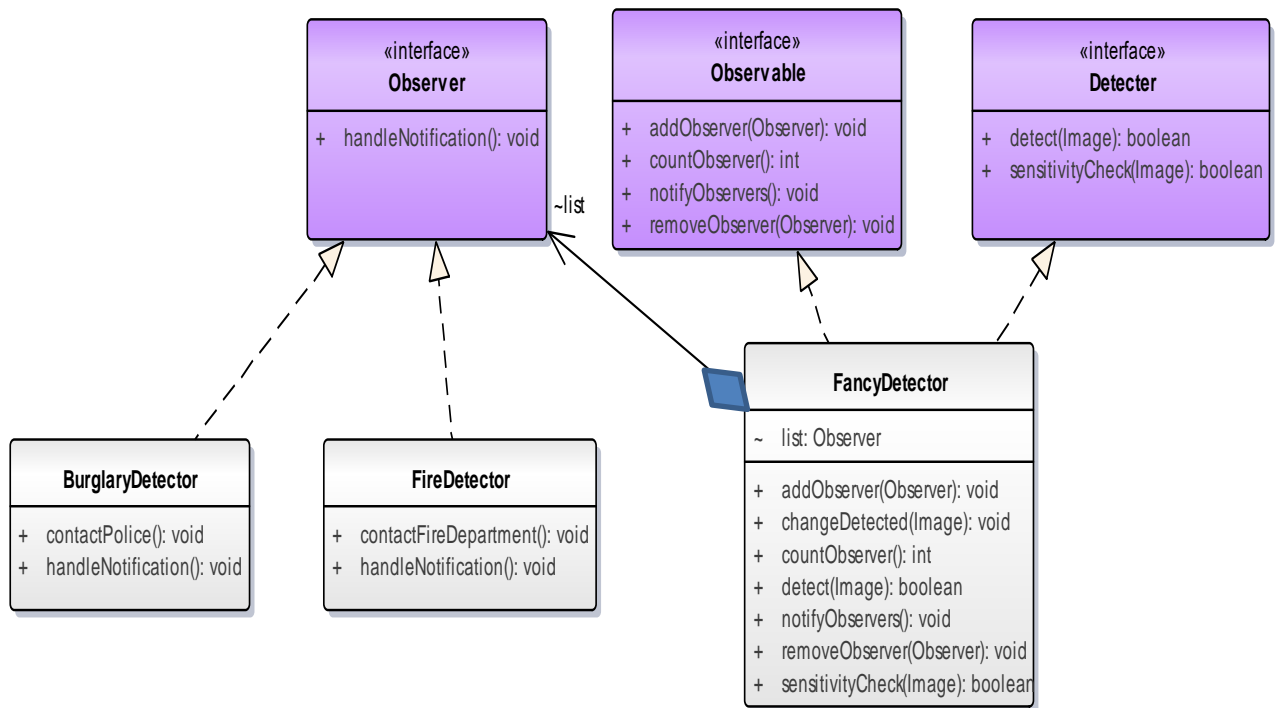 «interface»
Observer
+ handleNotification(): void
«interface»
Observable
+ addObserver(Observer): void
+ countObserver(): int
+ notifyObservers(): void
+ removeObserver(Observer): void
«interface»
Detecter
+ detect(Image): boolean
+ sensitivityCheck(Image): boolean
~list
BurglaryDetector
+ contactPolice(): void
+ handleNotification(): void
FireDetector
+ contactFireDepartment(): void
+ handleNotification(): void
FancyDetector
~ list: Observer
+ addObserver(Observer): void
+ changeDetected(Image): void
+ countObserver(): int
+ detect(Image): boolean
+ notifyObservers(): void
+ removeObserver(Observer): void
+ sensitivityCheck(Image): boolean